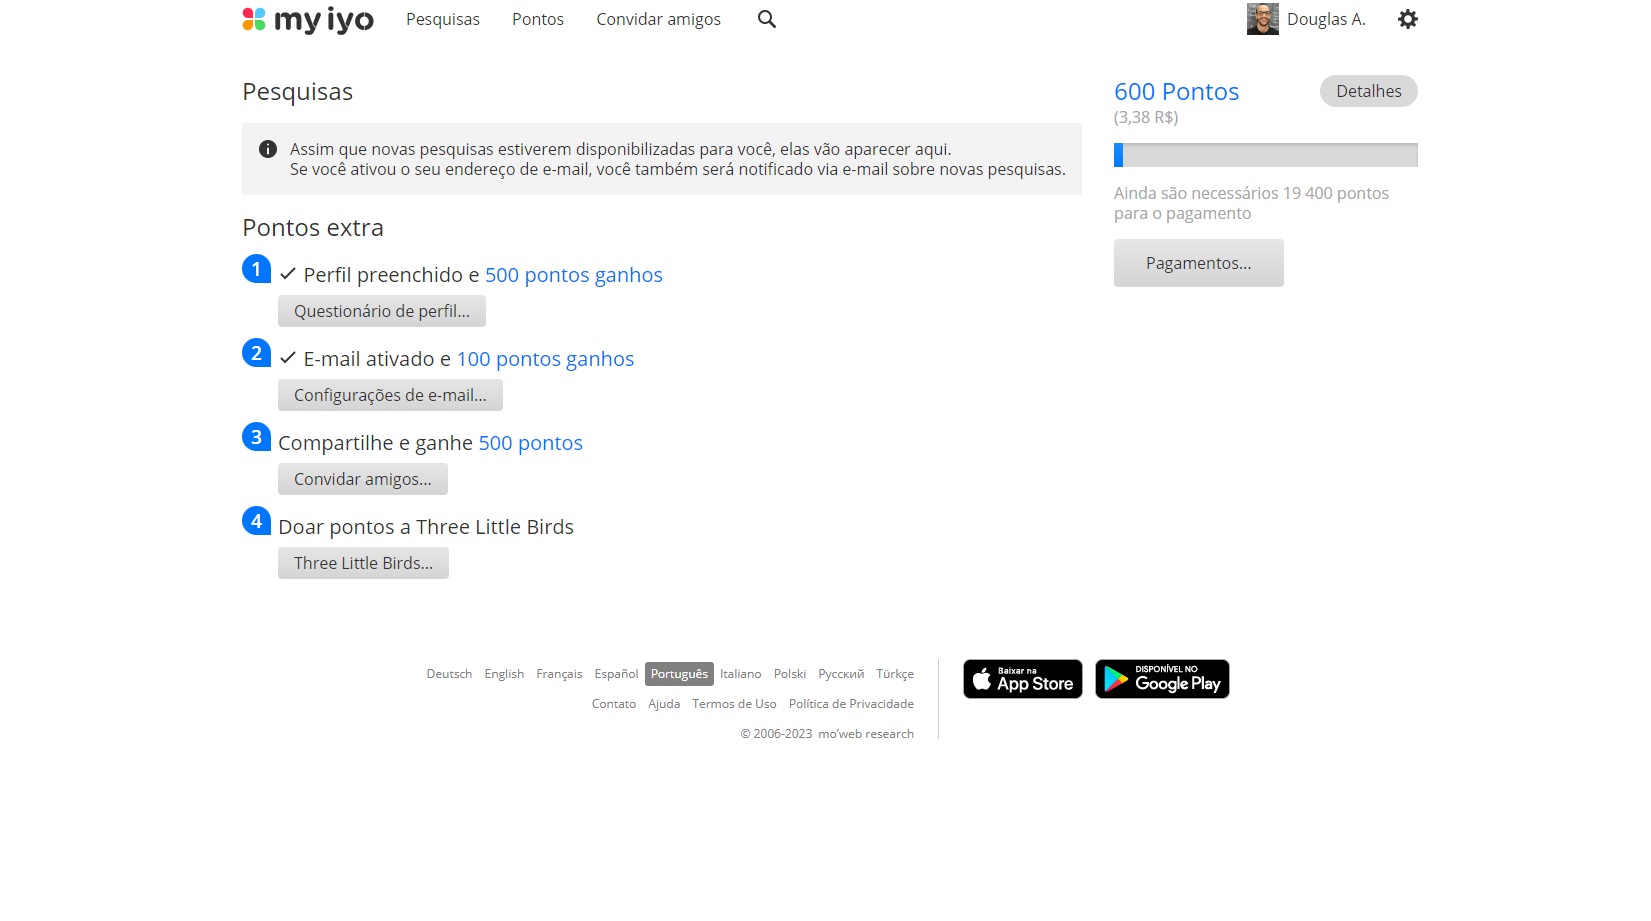 my iyo
Pesquisas
Pontos
Convidar amigos
Douglas A.
Pesquisas
Assim que novas pesquisas estiverem disponibilizadas para você, elas vão aparecer aqui.
Se você ativou o seu endereço de e-mail, você também será notificado via e-mail sobre novas pesquisas.
Pontos extra
1 Perfil preenchido e 500 pontos ganhos
Questionário de perfil...
2 E-mail ativado e 100 pontos ganhos
Configurações de e-mail...
3 Compartilhe e ganhe 500 pontos
Convidar amigos...
4 Doar pontos a Three Little Birds
Three Little Birds...
600 Pontos
Detalhes
(3,38 R$)
Ainda são necessários 19 400 pontos
para o pagamento
Pagamentos...
Deutsch English Français Español Português Italiano Polski Русский Türkçe
Contato Ajuda Termos de Uso Política de Privacidade
© 2006-2023 mo'web research
Baixar na
App Store
DISPONÍVEL NO
Google Play